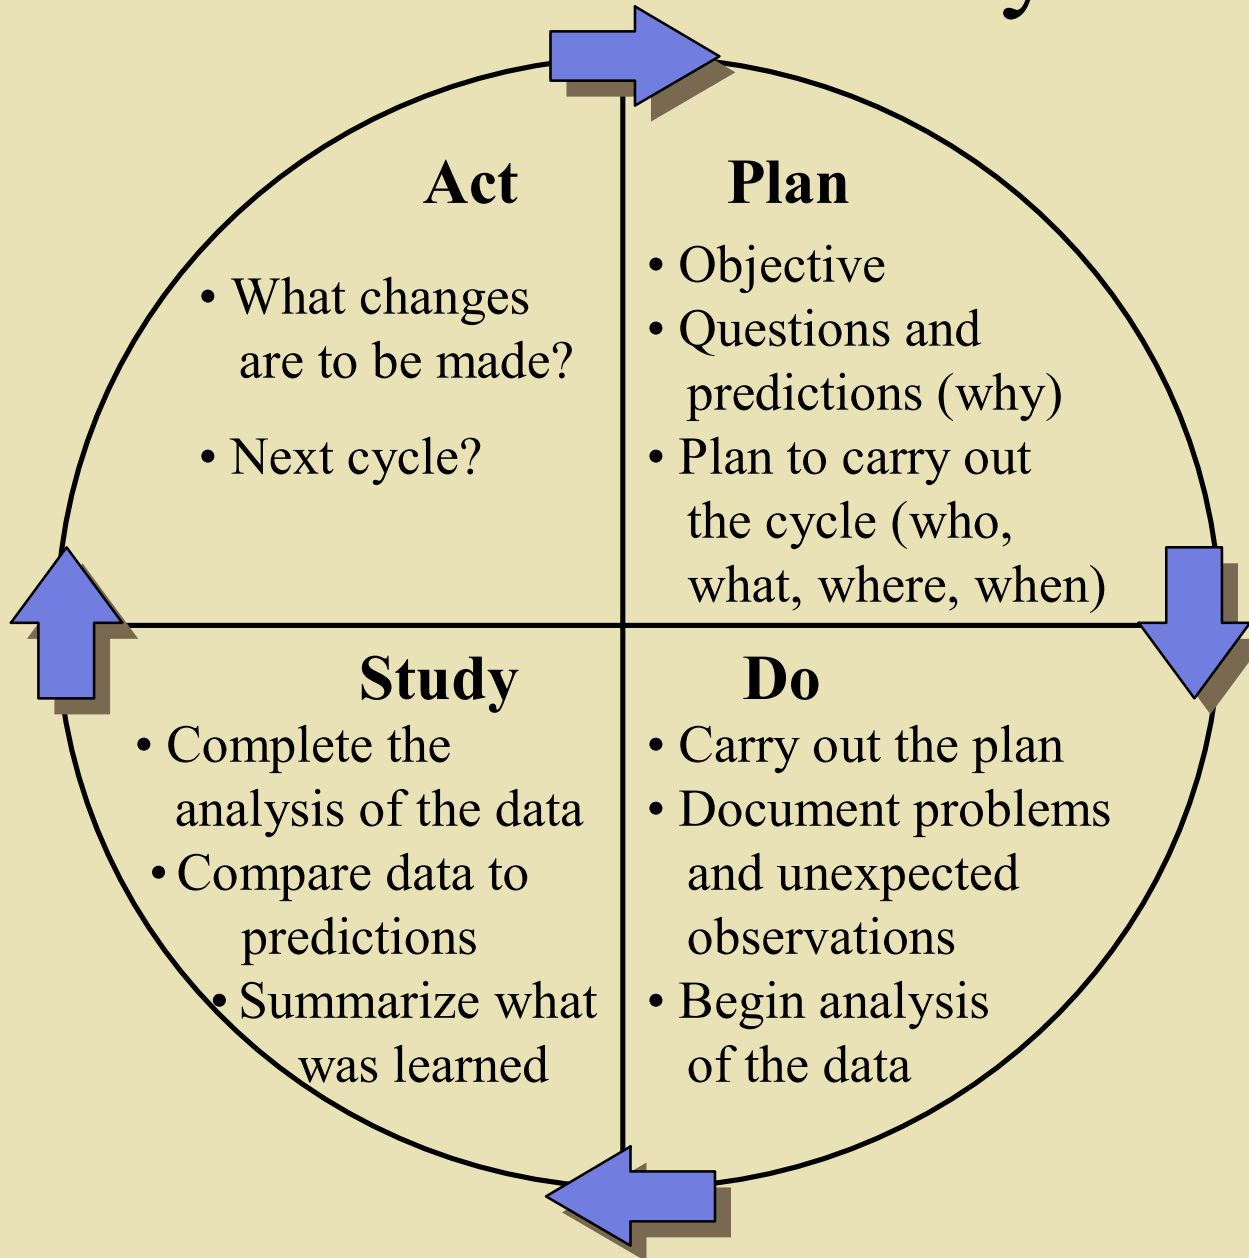 Act
• What changes
are to be made?
• Next cycle?
Plan
• Objective
• Questions and
predictions (why)
• Plan to carry out
the cycle (who,
what, where, when)
Study
• Complete the
analysis of the data
• Compare data to
predictions
• Summarize what
was learned
Do
• Carry out the plan
• Document problems
and unexpected
observations
• Begin analysis
of the data